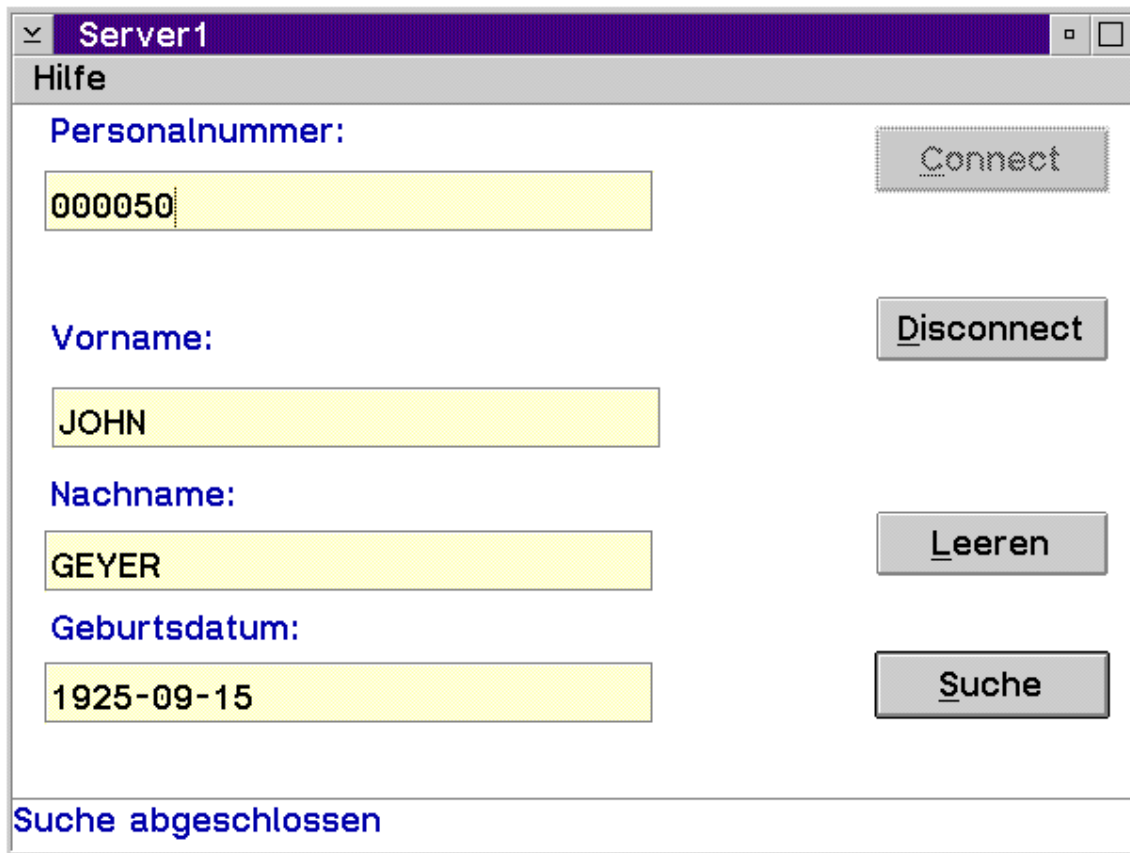 Server1
Hilfe
Personalnummer:
Connect
000050
Disconnect
Vorname:
JOHN
Nachname:
Leeren
GEYER
Geburtsdatum:
Suche
1925-09-15
Suche abgeschlossen